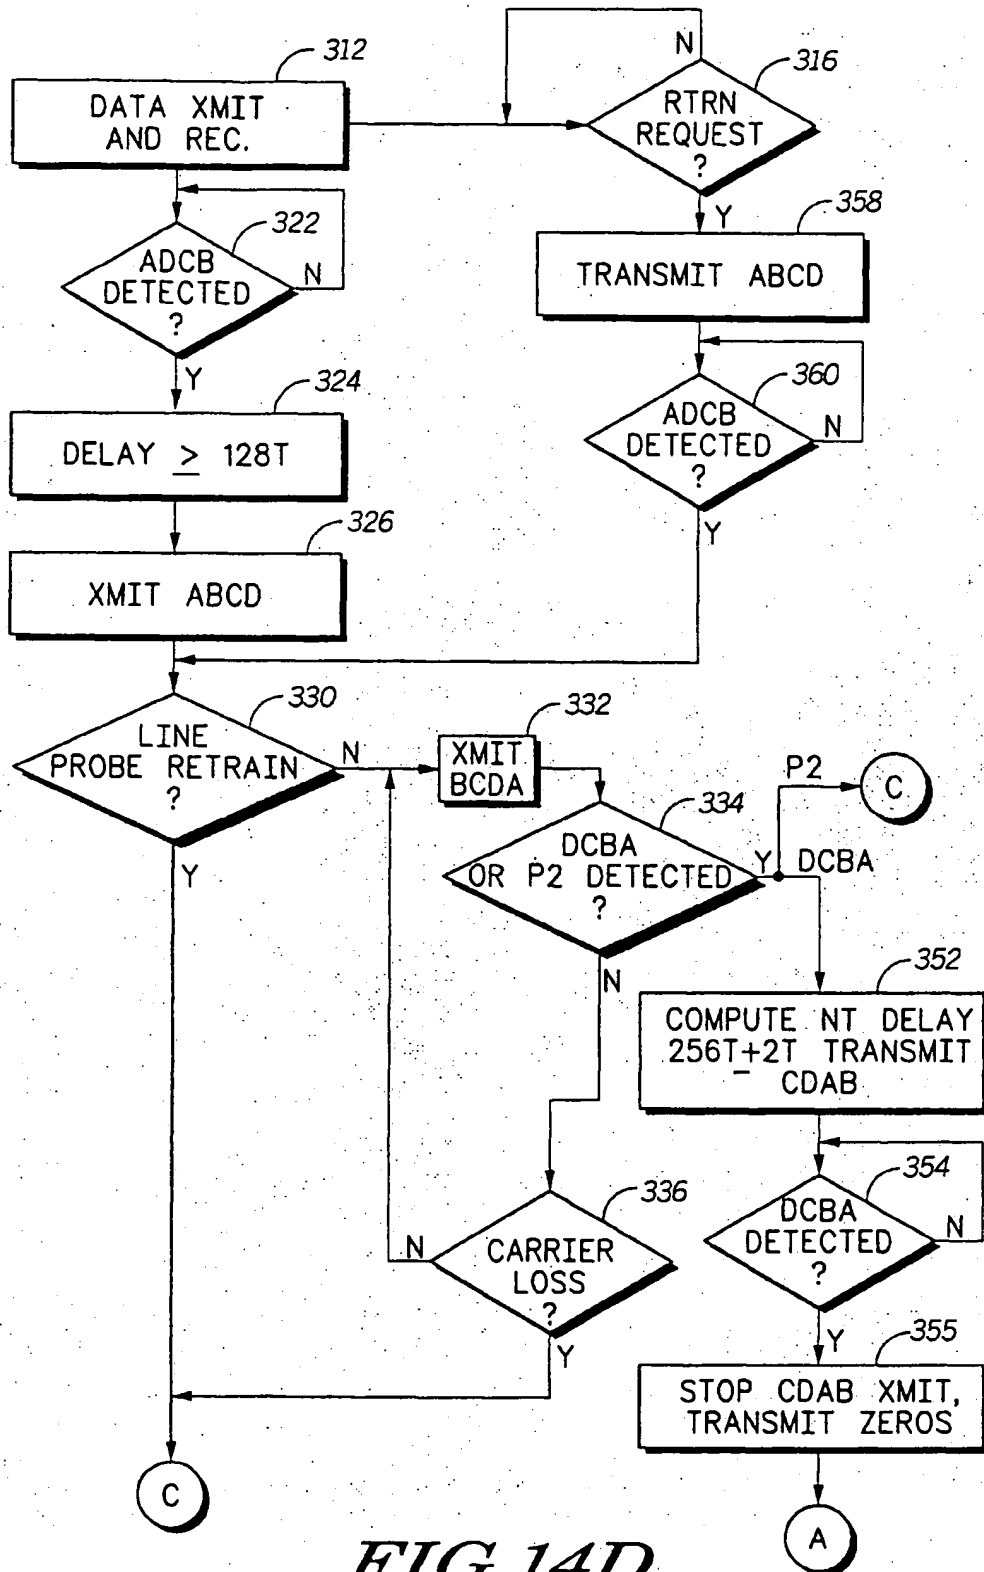 312
DATA XMIT
AND REC.
N
316
RTRN
REQUEST
?
Y
322
ADCB
DETECTED
?
N
Y
358
TRANSMIT ABCD
324
DELAY ≥ 128T
360
ADCB
DETECTED
?
N
Y
326
XMIT ABCD
330
LINE
PROBE RETRAIN
?
N
Y
332
XMIT
BCDA
334
DCBA
OR P2 DETECTED
?
Y
P2
C
DCBA
N
352
COMPUTE NT DELAY
256T±2T TRANSMIT
CDAB
336
CARRIER
LOSS
?
N
Y
354
DCBA
DETECTED
?
N
Y
355
STOP CDAB XMIT,
TRANSMIT ZEROS
C
A
FIG.14D